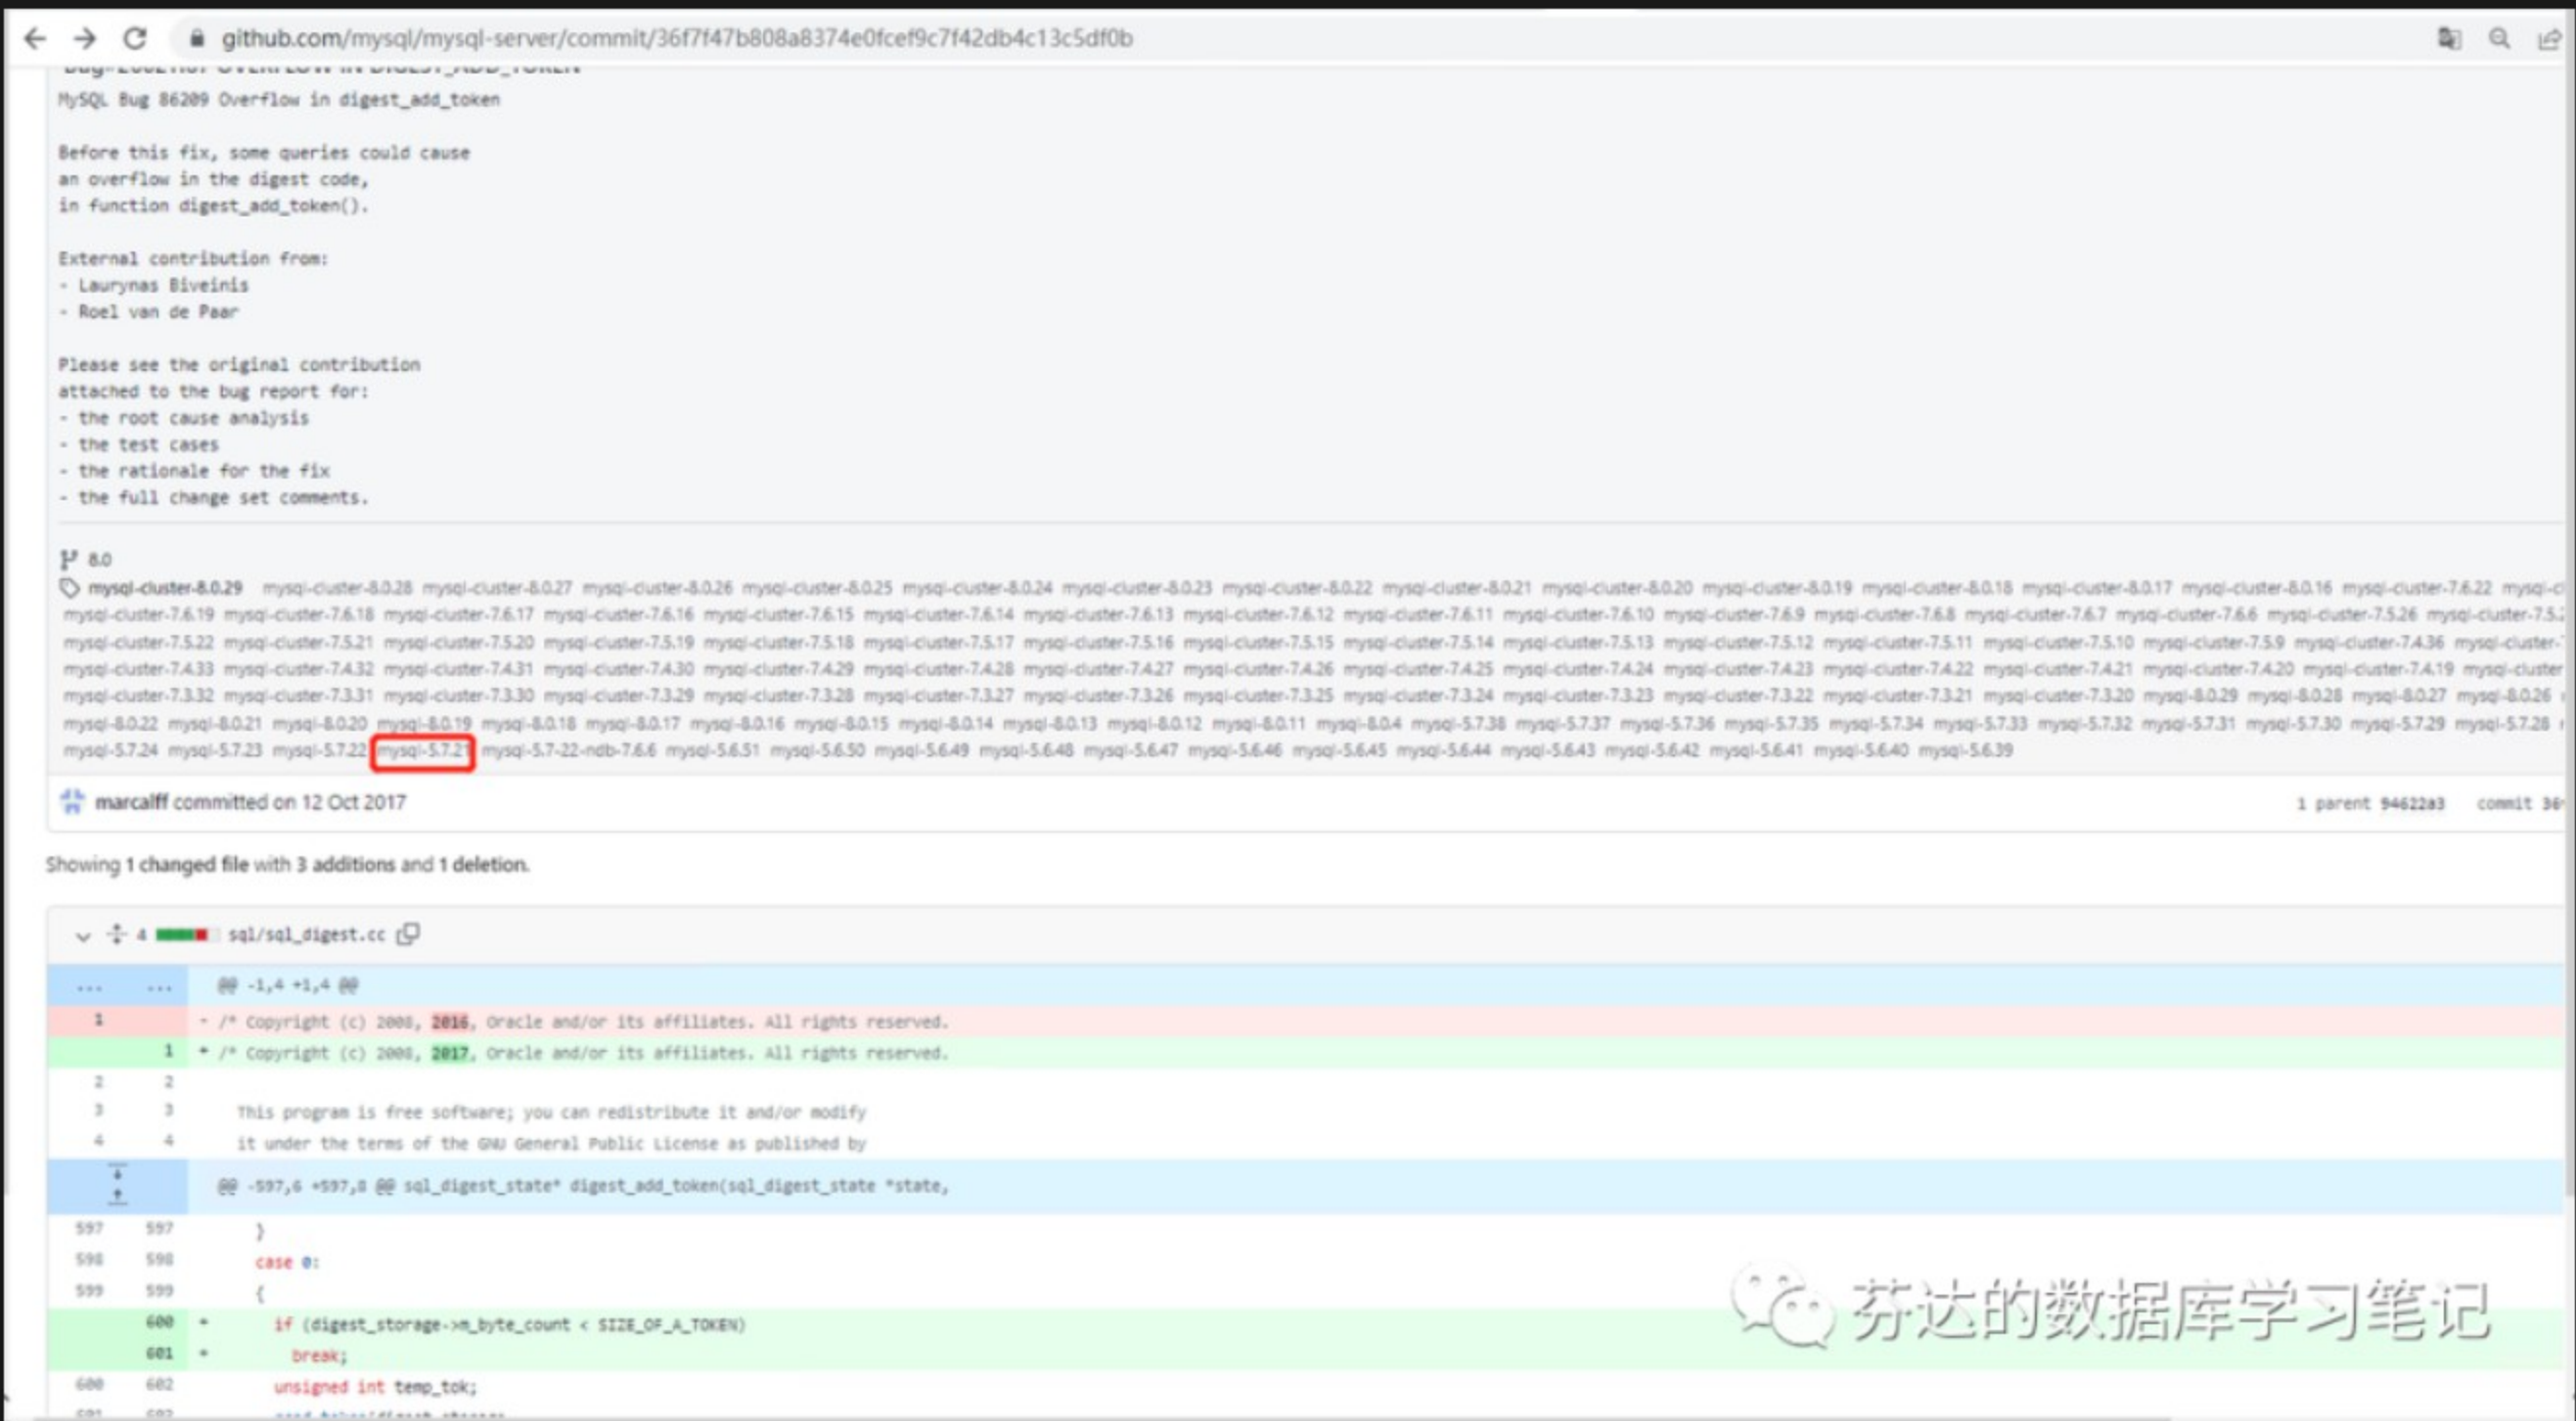 github.com/mysql/mysql-server/commit/36f7f47b808a8374e0fcef9c7f42db4c13c5df0b
OVERFLOW IN DIGEST_ADD_TOKEN
MySQL Bug 86209 Overflow in digest_add_token
Before this fix, some queries could cause
an overflow in the digest code,
in function digest_add_token().
External contribution from:
- Laurynas Biveinis
- Roel van de Paar
Please see the original contribution
attached to the bug report for:
- the root cause analysis
- the test cases
- the rationale for the fix
- the full change set comments.
8.0
mysql-cluster-8.0.29 mysql-cluster-8.0.28 mysql-cluster-8.0.27 mysql-cluster-8.0.26 mysql-cluster-8.0.25 mysql-cluster-8.0.24 mysql-cluster-8.0.23 mysql-cluster-8.0.22 mysql-cluster-8.0.21 mysql-cluster-8.0.20 mysql-cluster-8.0.19 mysql-cluster-8.0.18 mysql-cluster-8.0.17 mysql-cluster-8.0.16 mysql-cluster-7.6.22 mysql-c
mysql-cluster-7.6.19 mysql-cluster-7.6.18 mysql-cluster-7.6.17 mysql-cluster-7.6.16 mysql-cluster-7.6.15 mysql-cluster-7.6.14 mysql-cluster-7.6.13 mysql-cluster-7.6.12 mysql-cluster-7.6.11 mysql-cluster-7.6.10 mysql-cluster-7.6.9 mysql-cluster-7.6.8 mysql-cluster-7.6.7 mysql-cluster-7.6.6 mysql-cluster-7.5.26 mysql-cluster-7.5.2
mysql-cluster-7.5.22 mysql-cluster-7.5.21 mysql-cluster-7.5.20 mysql-cluster-7.5.19 mysql-cluster-7.5.18 mysql-cluster-7.5.17 mysql-cluster-7.5.16 mysql-cluster-7.5.15 mysql-cluster-7.5.14 mysql-cluster-7.5.13 mysql-cluster-7.5.12 mysql-cluster-7.5.11 mysql-cluster-7.5.10 mysql-cluster-7.5.9 mysql-cluster-7.4.36 mysql-cluster-
mysql-cluster-7.4.33 mysql-cluster-7.4.32 mysql-cluster-7.4.31 mysql-cluster-7.4.30 mysql-cluster-7.4.29 mysql-cluster-7.4.28 mysql-cluster-7.4.27 mysql-cluster-7.4.26 mysql-cluster-7.4.25 mysql-cluster-7.4.24 mysql-cluster-7.4.23 mysql-cluster-7.4.22 mysql-cluster-7.4.21 mysql-cluster-7.4.20 mysql-cluster-7.4.19 mysql-cluster
mysql-cluster-7.3.32 mysql-cluster-7.3.31 mysql-cluster-7.3.30 mysql-cluster-7.3.29 mysql-cluster-7.3.28 mysql-cluster-7.3.27 mysql-cluster-7.3.26 mysql-cluster-7.3.25 mysql-cluster-7.3.24 mysql-cluster-7.3.23 mysql-cluster-7.3.22 mysql-cluster-7.3.21 mysql-cluster-7.3.20 mysql-8.0.29 mysql-8.0.28 mysql-8.0.27 mysql-8.0.26
mysql-8.0.22 mysql-8.0.21 mysql-8.0.20 mysql-8.0.19 mysql-8.0.18 mysql-8.0.17 mysql-8.0.16 mysql-8.0.15 mysql-8.0.14 mysql-8.0.13 mysql-8.0.12 mysql-8.0.11 mysql-8.0.4 mysql-5.7.38 mysql-5.7.37 mysql-5.7.36 mysql-5.7.35 mysql-5.7.34 mysql-5.7.33 mysql-5.7.32 mysql-5.7.31 mysql-5.7.30 mysql-5.7.29 mysql-5.7.28
mysql-5.7.24 mysql-5.7.23 mysql-5.7.22 mysql-5.7.21 mysql-5.7-22-ndb-7.6.6 mysql-5.6.51 mysql-5.6.50 mysql-5.6.49 mysql-5.6.48 mysql-5.6.47 mysql-5.6.46 mysql-5.6.45 mysql-5.6.44 mysql-5.6.43 mysql-5.6.42 mysql-5.6.41 mysql-5.6.40 mysql-5.6.39
marcalff committed on 12 Oct 2017 1 parent 94622a3 commit 36
Showing 1 changed file with 3 additions and 1 deletion.
4 sql/sql_digest.cc
... ... @@ -1,4 +1,4 @@
1 - /* Copyright (c) 2008, 2016, Oracle and/or its affiliates. All rights reserved.
1 + /* Copyright (c) 2008, 2017, Oracle and/or its affiliates. All rights reserved.
2 2
3 3 This program is free software; you can redistribute it and/or modify
4 4 it under the terms of the GNU General Public License as published by
@@ -597,6 +597,8 @@ sql_digest_state* digest_add_token(sql_digest_state *state,
597 597 }
598 598 case 0:
599 599 {
600 + if (digest_storage->m_byte_count < SIZE_OF_A_TOKEN)
601 + break;
600 602 unsigned int temp_tok;
芬达的数据库学习笔记